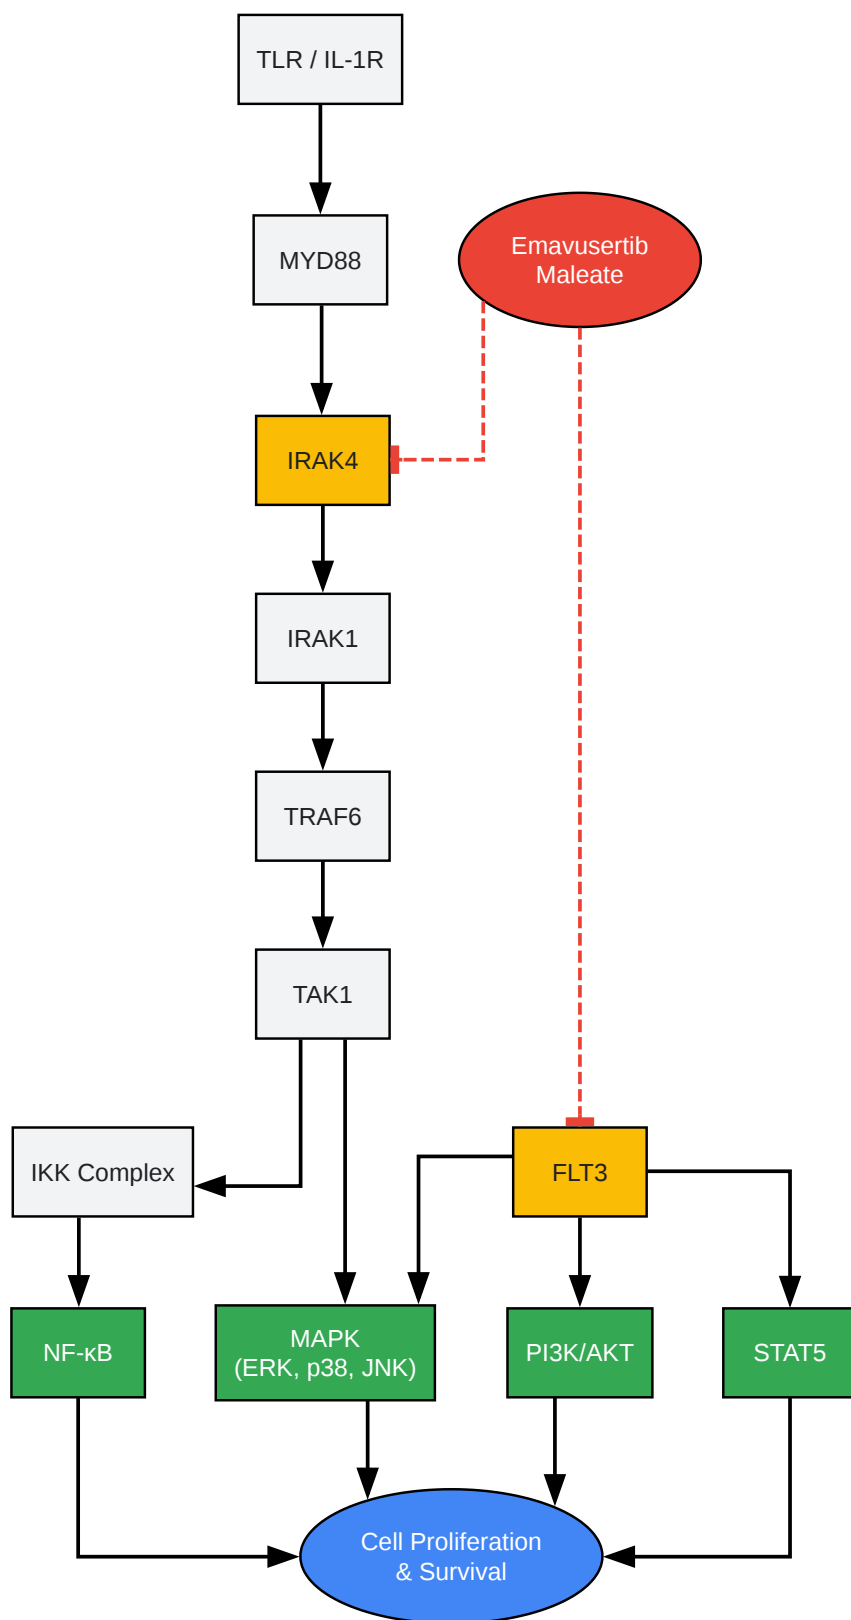 TLR / IL-1R
MYD88
Emavusertib
Maleate
IRAK4
IRAK1
TRAF6
TAK1
IKK Complex
FLT3
NF-κB
MAPK
(ERK, p38, JNK)
PI3K/AKT
STAT5
Cell Proliferation
& Survival